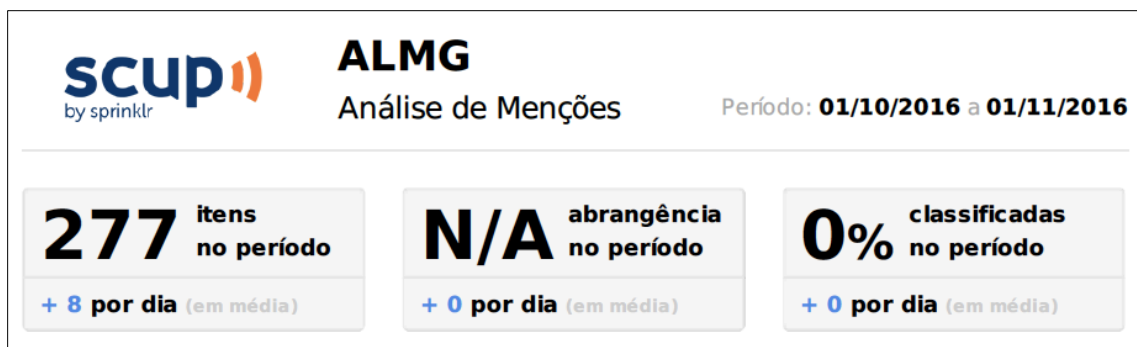 scup
by sprinklr
ALMG
Análise de Menções
Período: 01/10/2016 a 01/11/2016
277 itens
no período
+ 8 por dia (em média)
N/A abrangência
no período
+ 0 por dia (em média)
0% classificadas
no período
+ 0 por dia (em média)